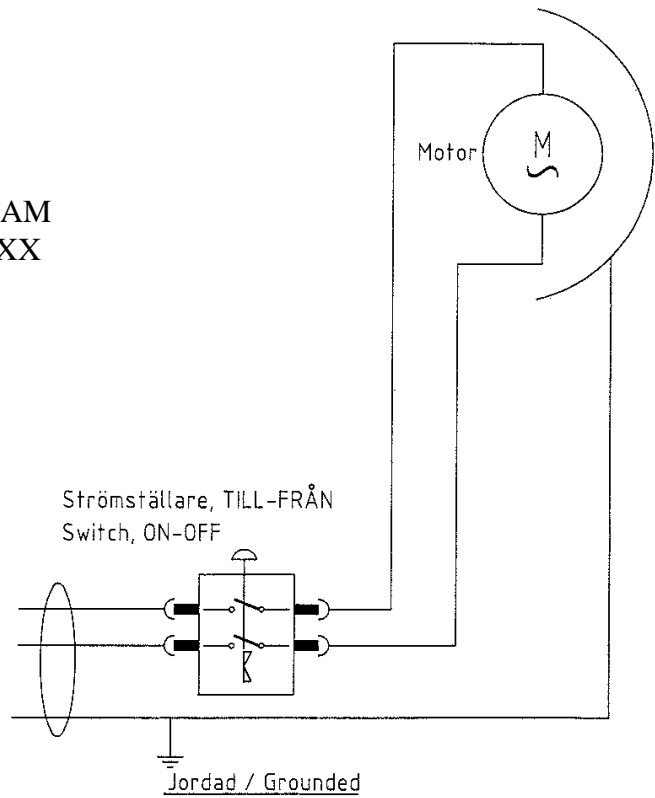 Motor
M
AM
XX
Strömställare, TILL-FRÅN
Switch, ON-OFF
Jordad / Grounded